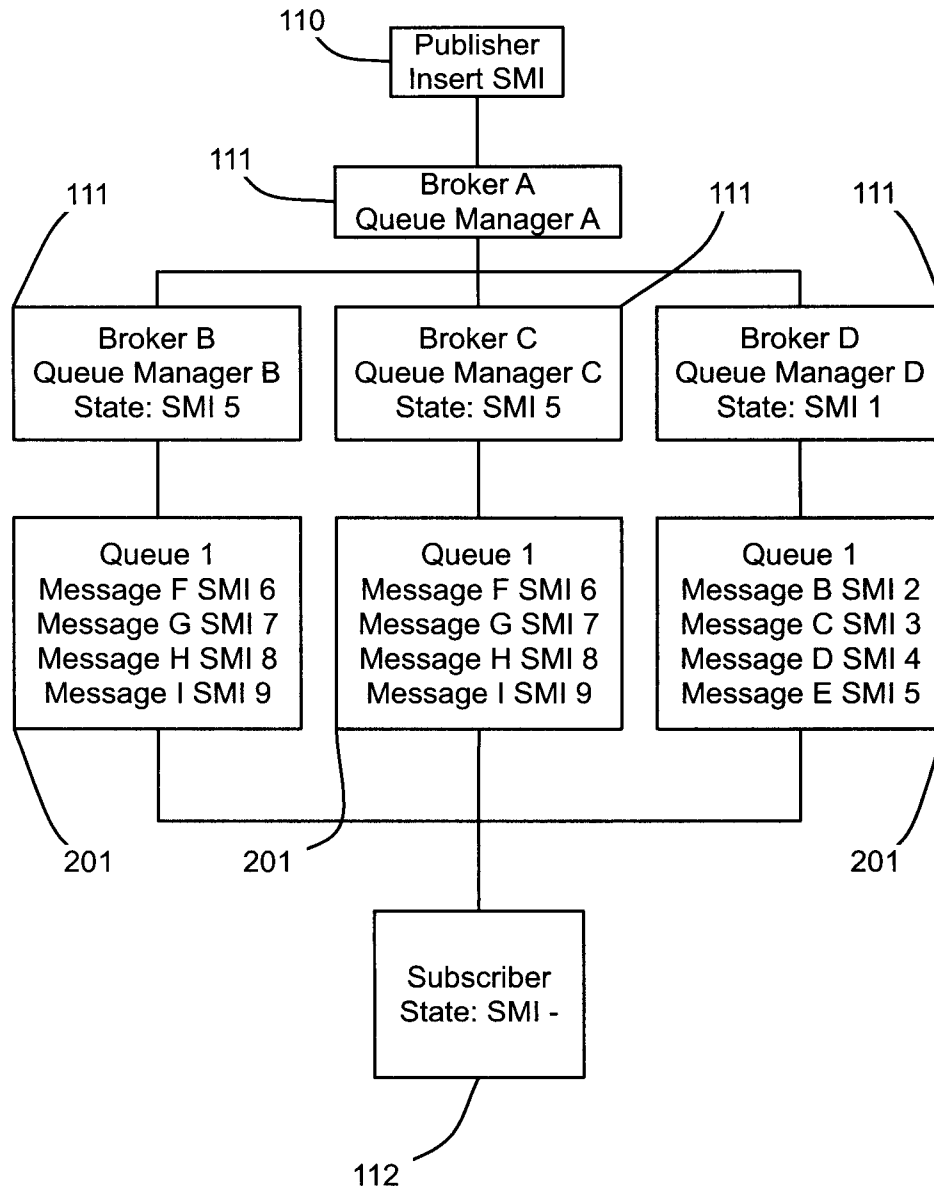 110
Publisher
Insert SMI
111
Broker A
Queue Manager A
111
111
111
Broker B
Queue Manager B
State: SMI 5
Broker C
Queue Manager C
State: SMI 5
Broker D
Queue Manager D
State: SMI 1
Queue 1
Message F SMI 6
Message G SMI 7
Message H SMI 8
Message I SMI 9
Queue 1
Message F SMI 6
Message G SMI 7
Message H SMI 8
Message I SMI 9
Queue 1
Message B SMI 2
Message C SMI 3
Message D SMI 4
Message E SMI 5
201
201
201
Subscriber
State: SMI -
112